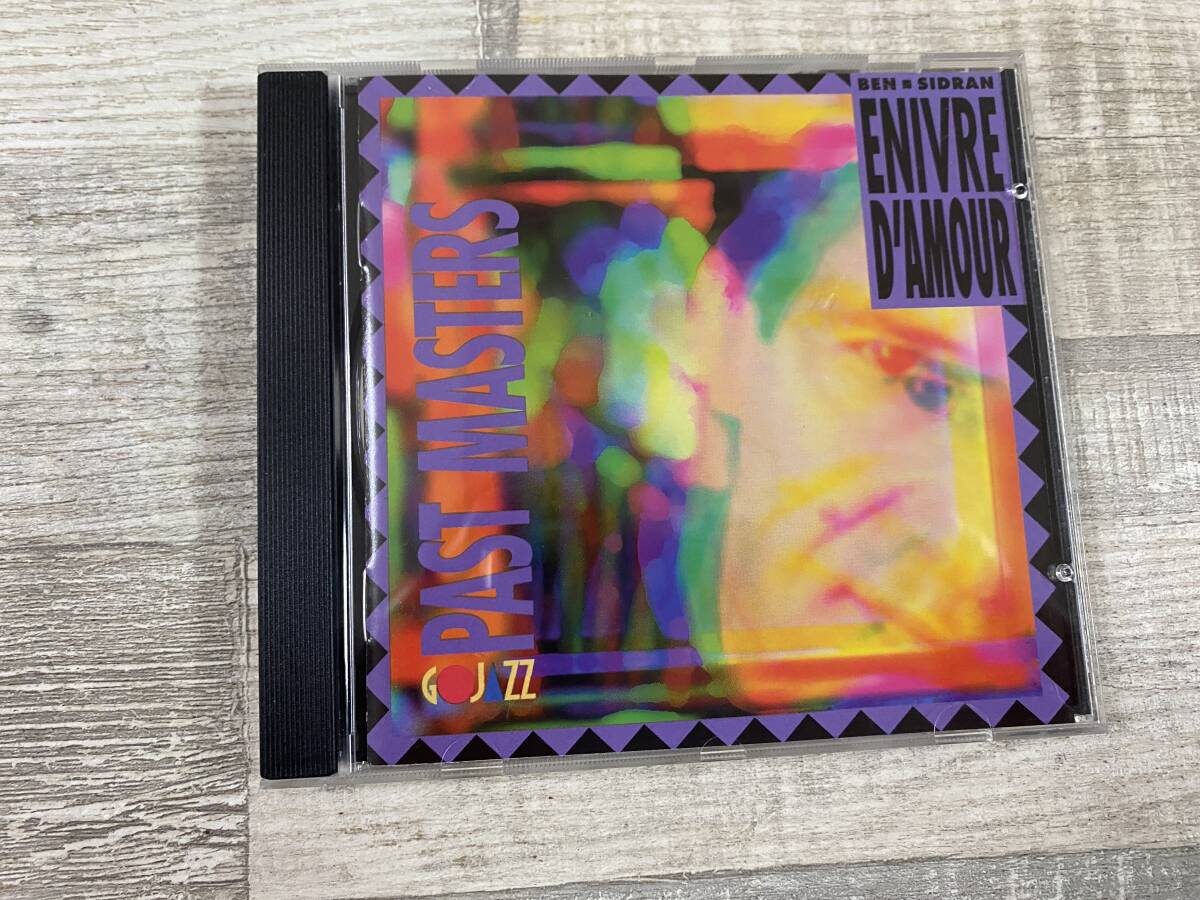 BEN ▪ SIDRAN
ENIVRE
D'AMOUR
PAST MASTERS
GOJAZZ